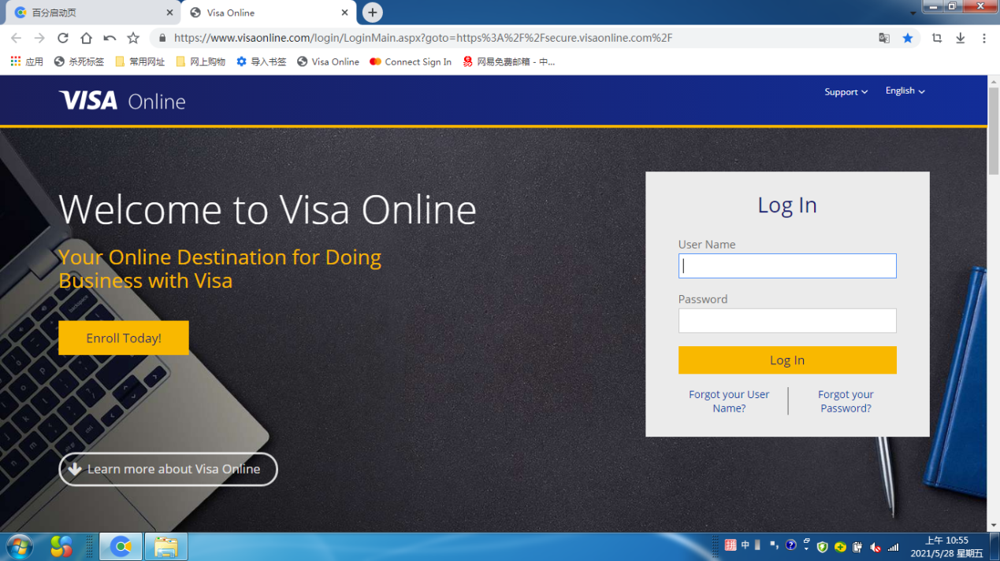 百分启动页
Visa Online
https://www.visaonline.com/login/LoginMain.aspx?goto=https%3A%2F%2Fsecure.visaonline.com%2F
应用 杀死标签 常用网址 网上购物 导入书签 Visa Online Connect Sign In 网易免费邮箱 - 中...
VISA Online
Support
English
Welcome to Visa Online
Your Online Destination for Doing
Business with Visa
Enroll Today!
Learn more about Visa Online
Log In
User Name
Password
Log In
Forgot your User
Name?
Forgot your
Password?
拼 中
上午 10:55
2021/5/28 星期五